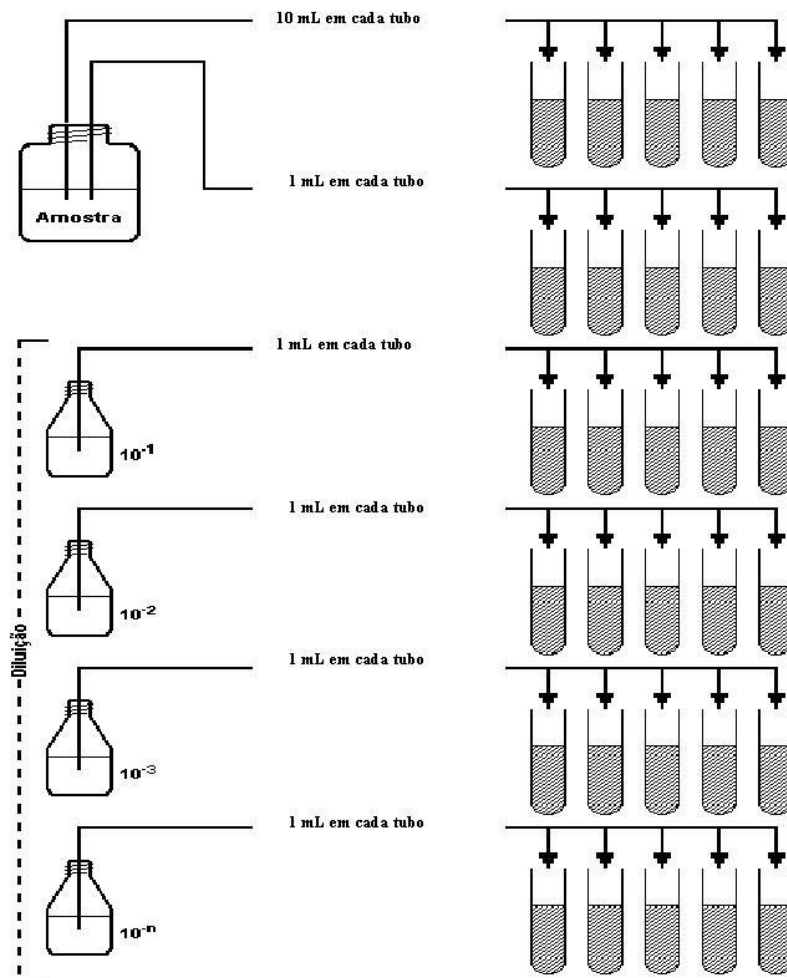 10 mL em cada tubo
Amostra
1 mL em cada tubo
1 mL em cada tubo
10⁻¹
1 mL em cada tubo
10⁻²
Diluição
1 mL em cada tubo
10⁻³
1 mL em cada tubo
10⁻ⁿ